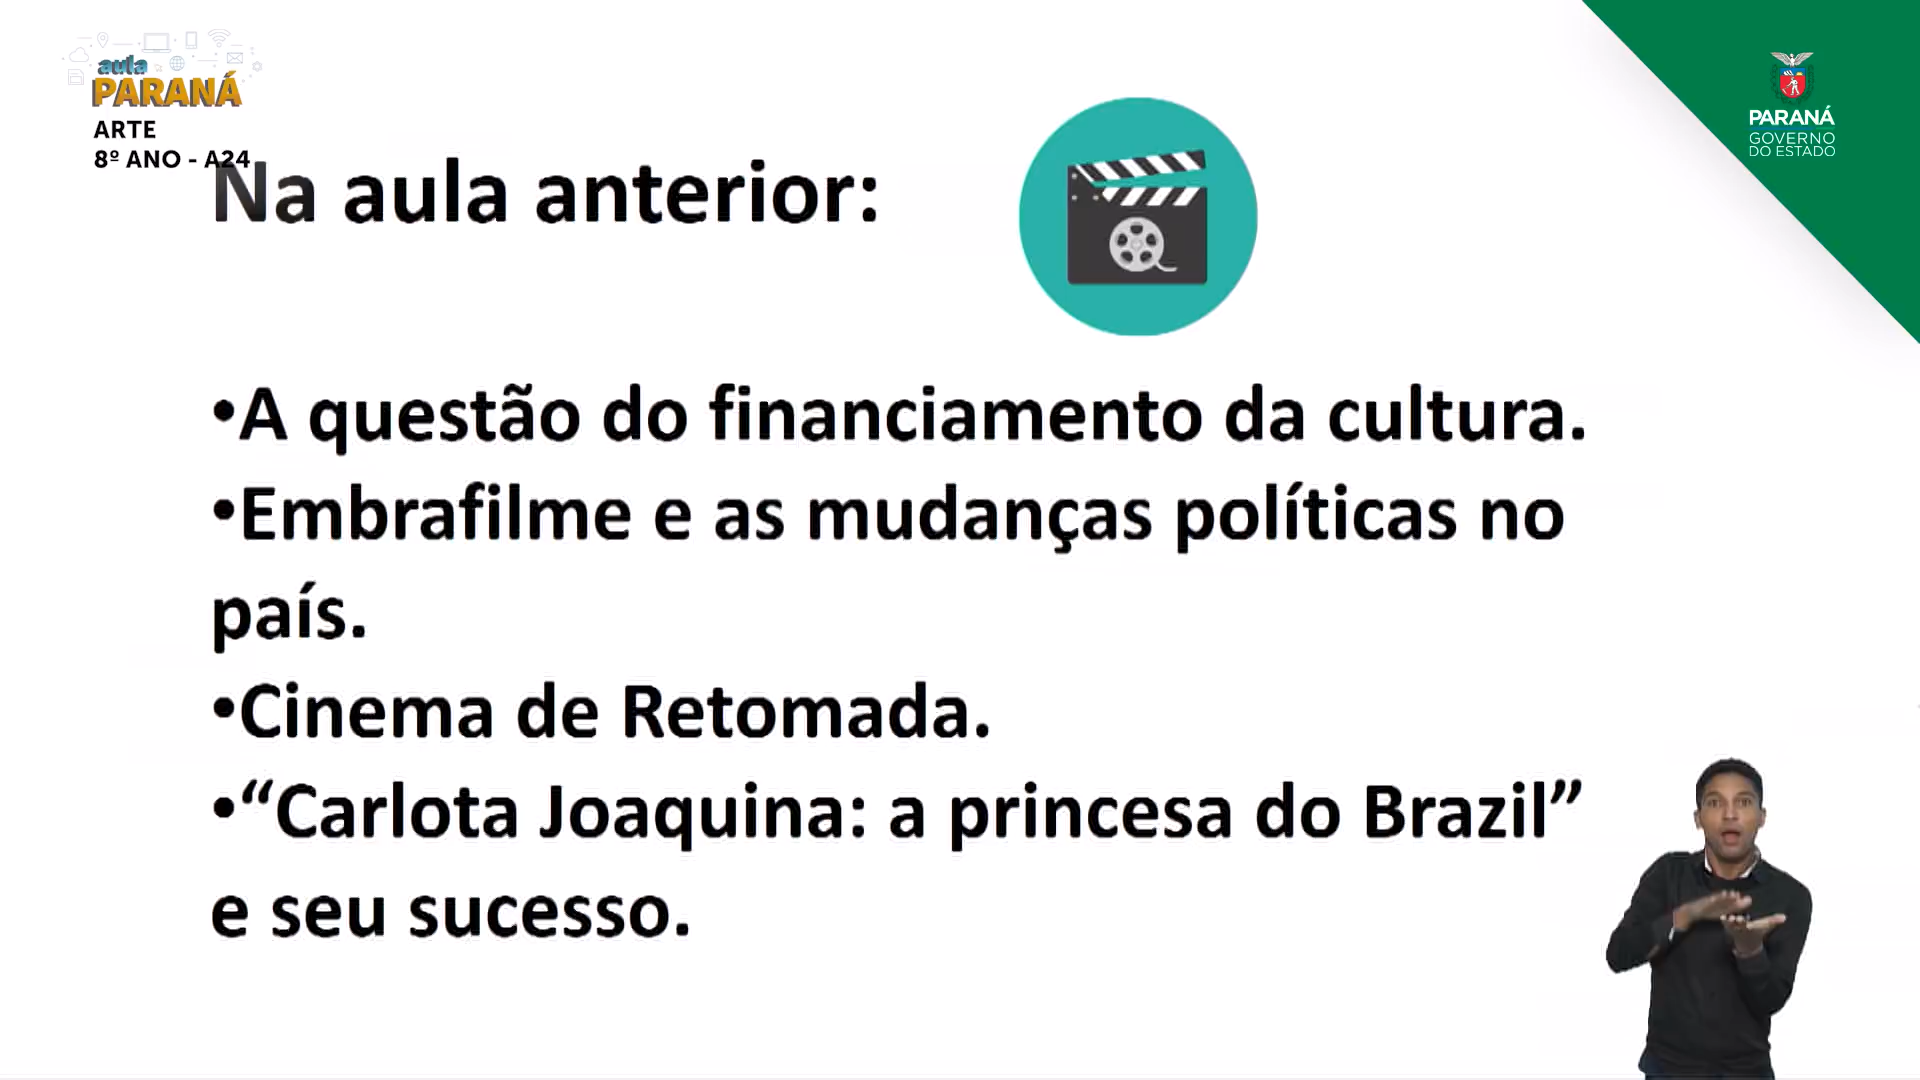 aula
PARANÁ
ARTE
8º ANO - A24
PARANÁ
GOVERNO
DO ESTADO
Na aula anterior:
•A questão do financiamento da cultura.
•Embrafilme e as mudanças políticas no
país.
•Cinema de Retomada.
•“Carlota Joaquina: a princesa do Brazil”
e seu sucesso.